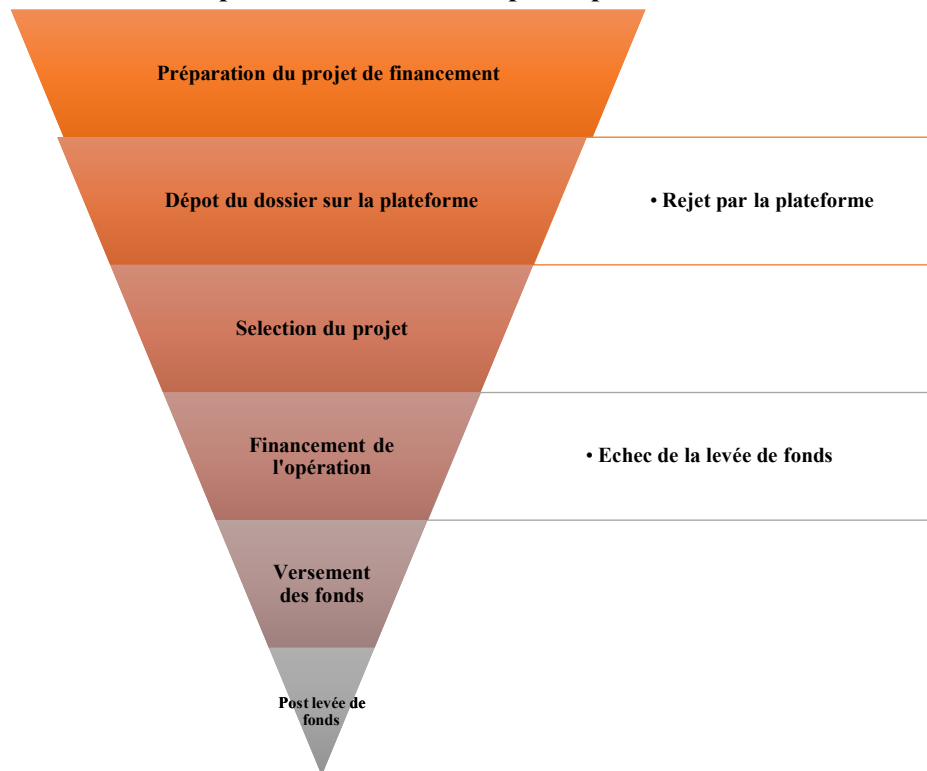 Préparation du projet de financement
Dépot du dossier sur la plateforme
• Rejet par la plateforme
Selection du projet
Financement de
l'opération
• Echec de la levée de fonds
Versement
des fonds
Post levée de
fonds